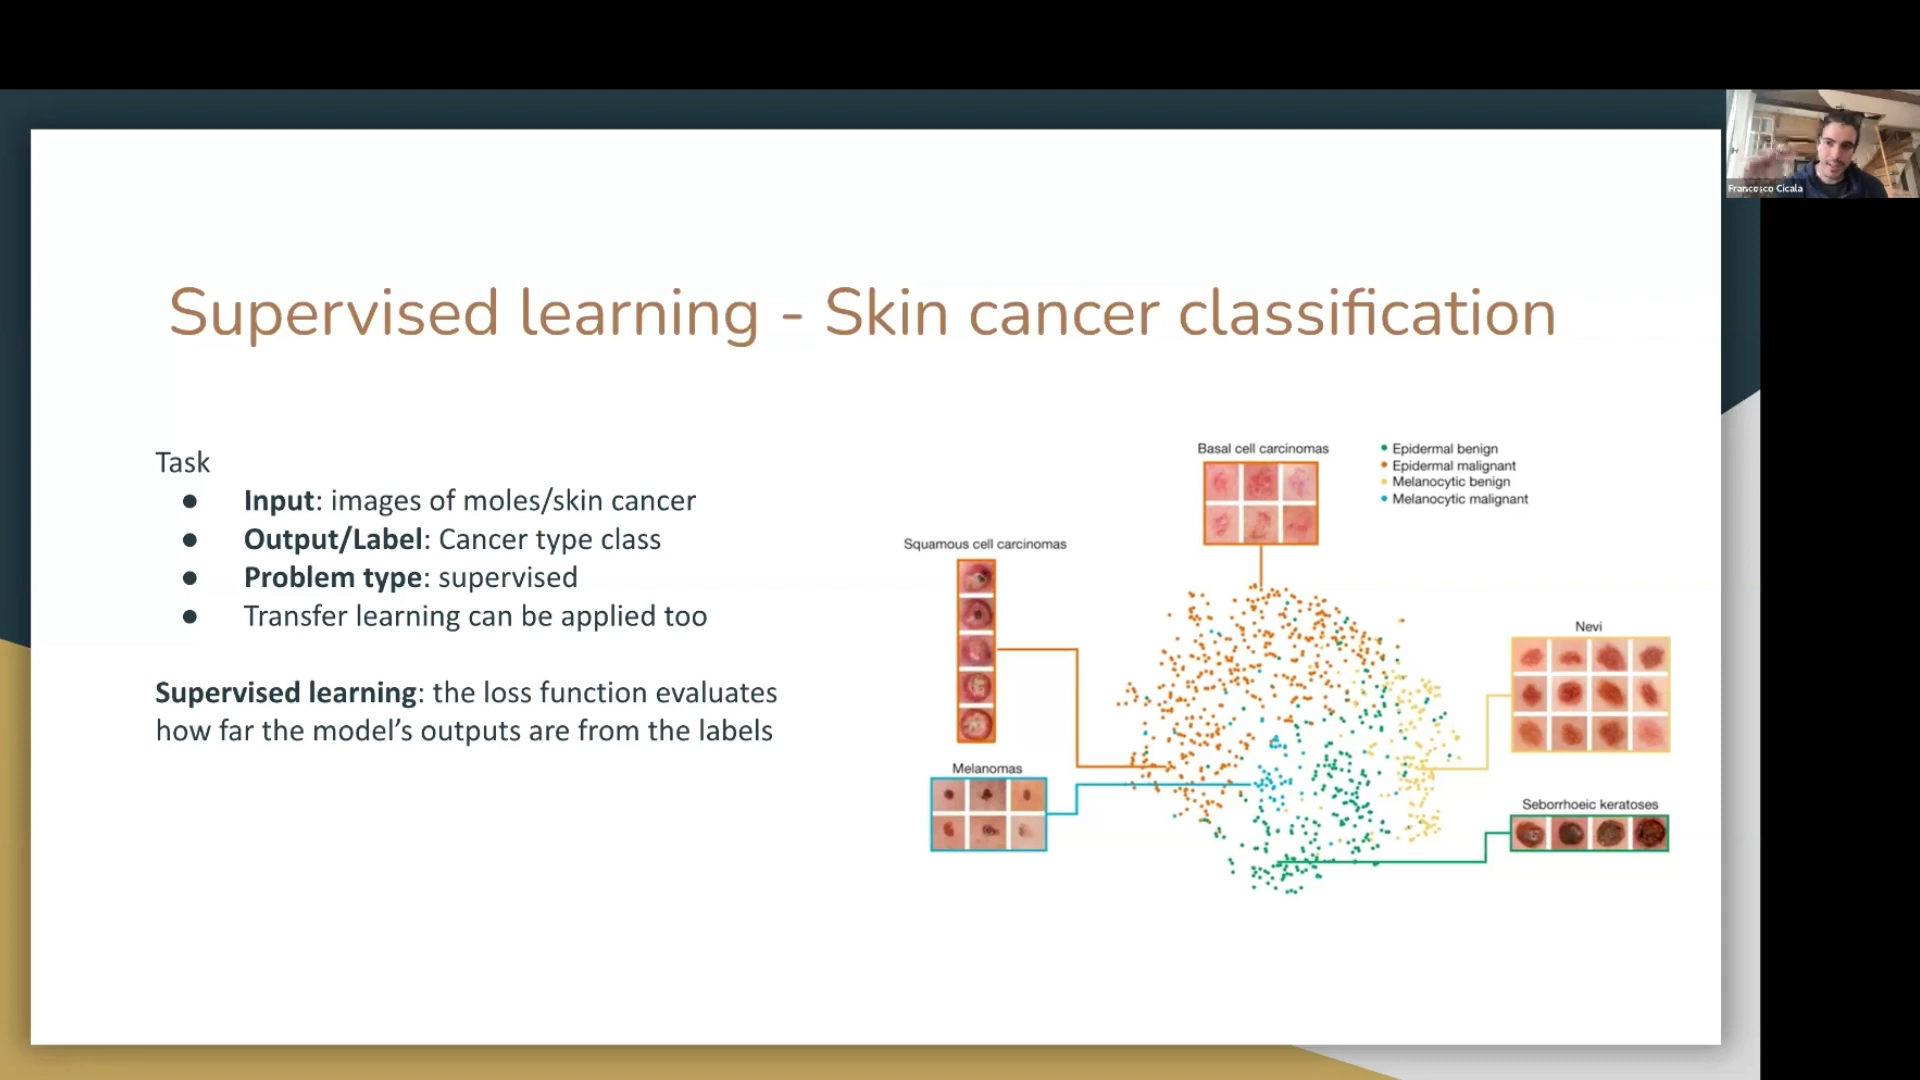 Francesco Cicala
Supervised learning - Skin cancer classification
Task
● Input: images of moles/skin cancer
● Output/Label: Cancer type class
● Problem type: supervised
● Transfer learning can be applied too
Supervised learning: the loss function evaluates
how far the model’s outputs are from the labels
Basal cell carcinomas
Epidermal benign
Epidermal malignant
Melanocytic benign
Melanocytic malignant
Squamous cell carcinomas
Nevi
Melanomas
Seborrhoeic keratoses